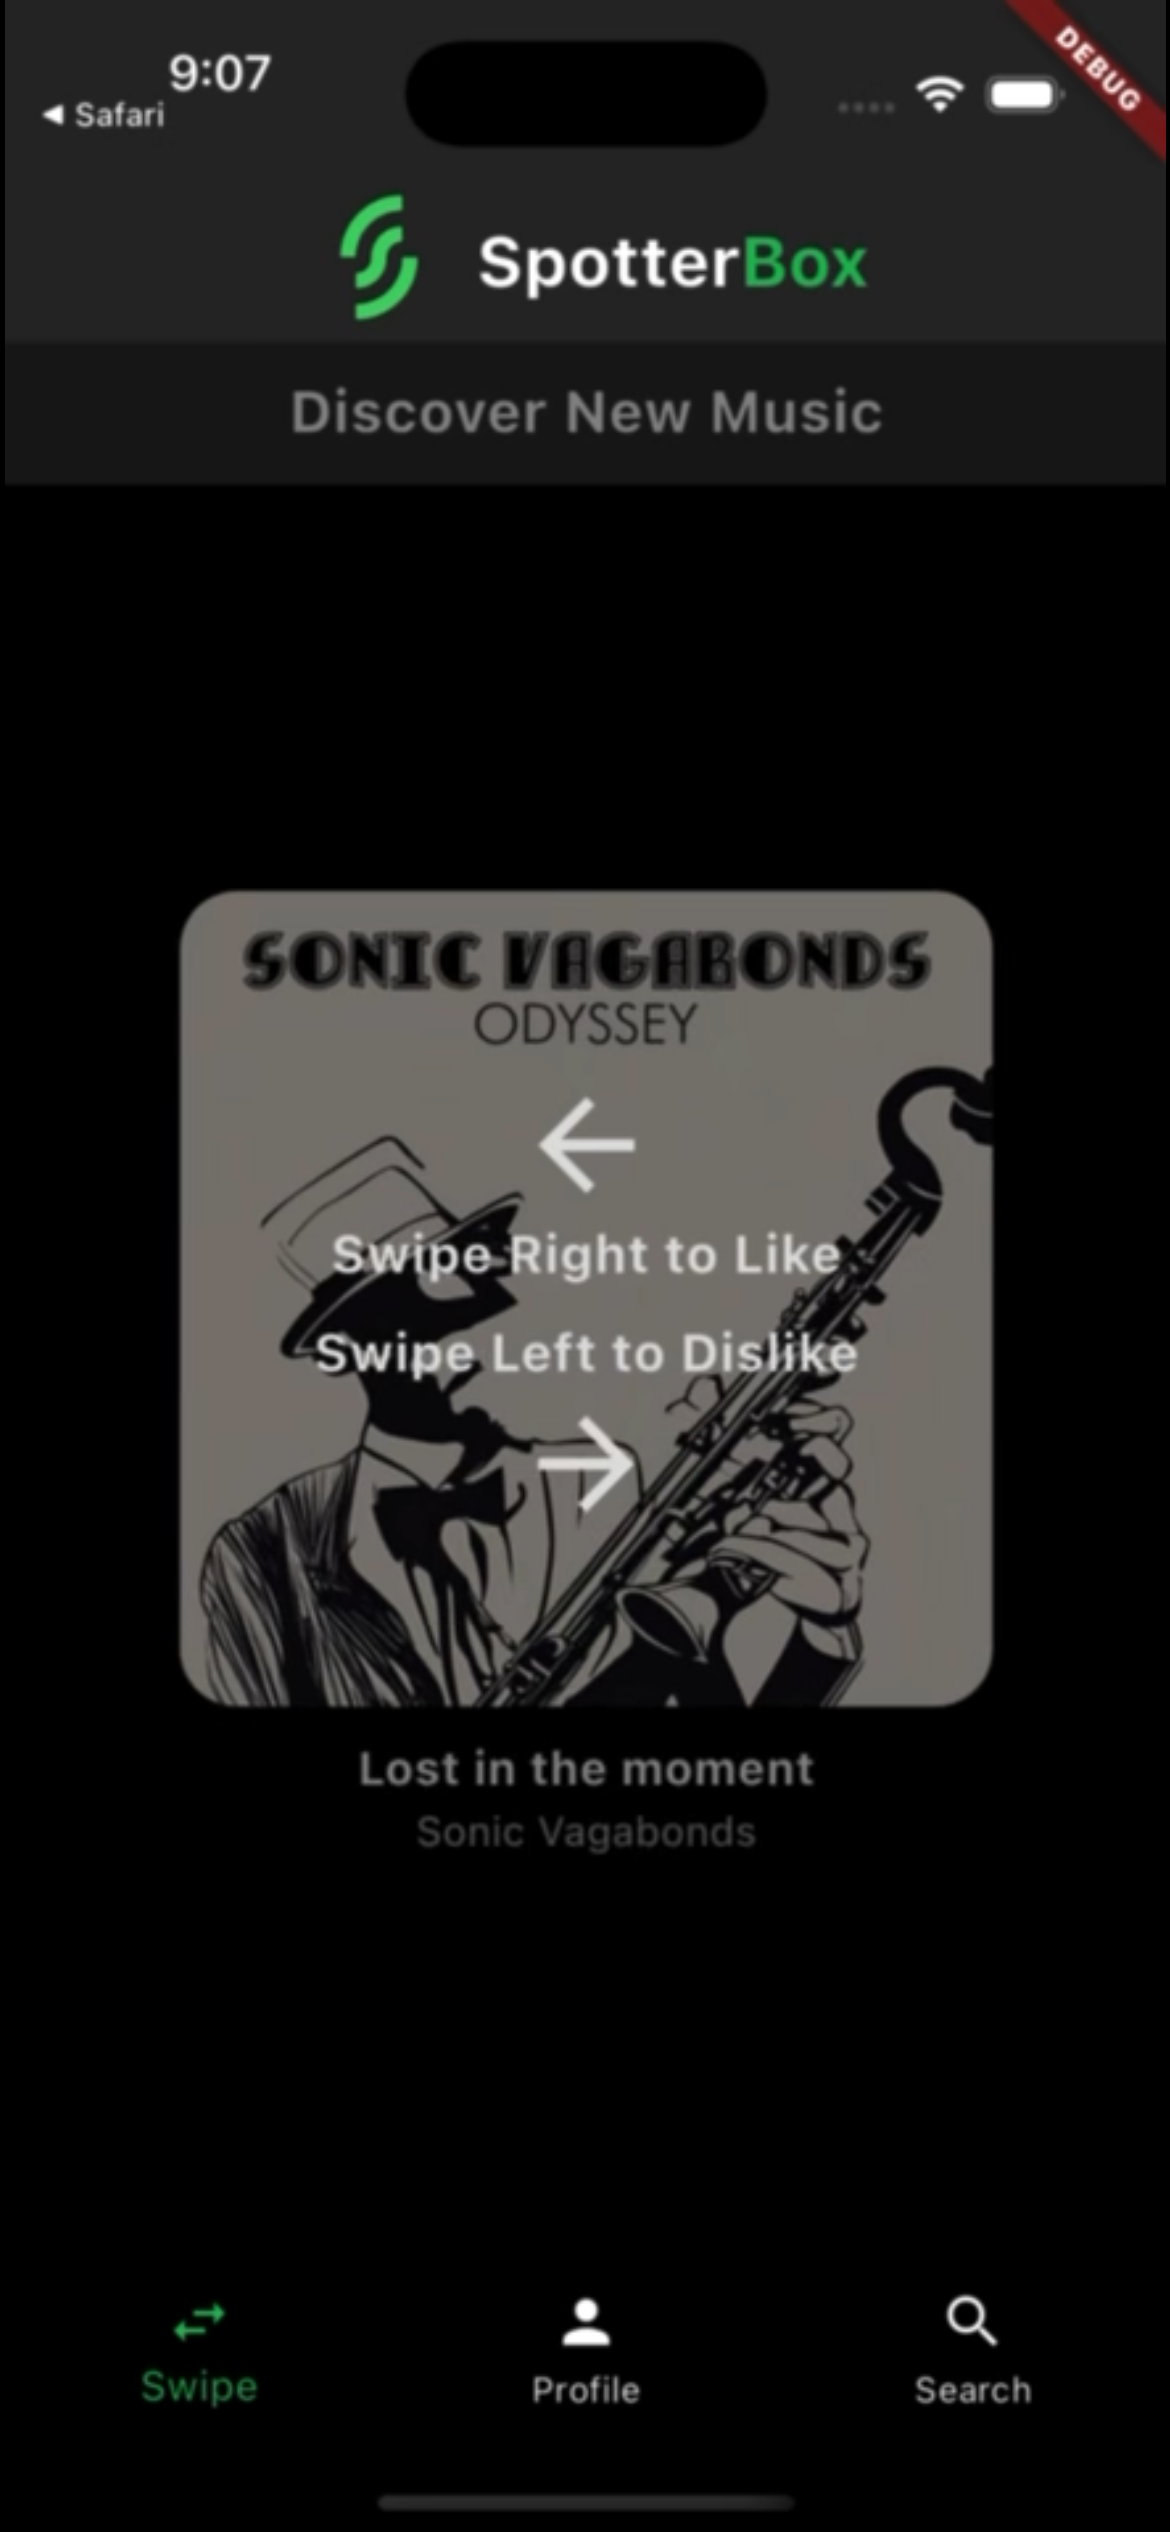 9:07
Safari
DEBUG
SpotterBox
Discover New Music
SONIC VAGABONDS
ODYSSEY
Swipe Right to Like
Swipe Left to Dislike
Lost in the moment
Sonic Vagabonds
Swipe
Profile
Search